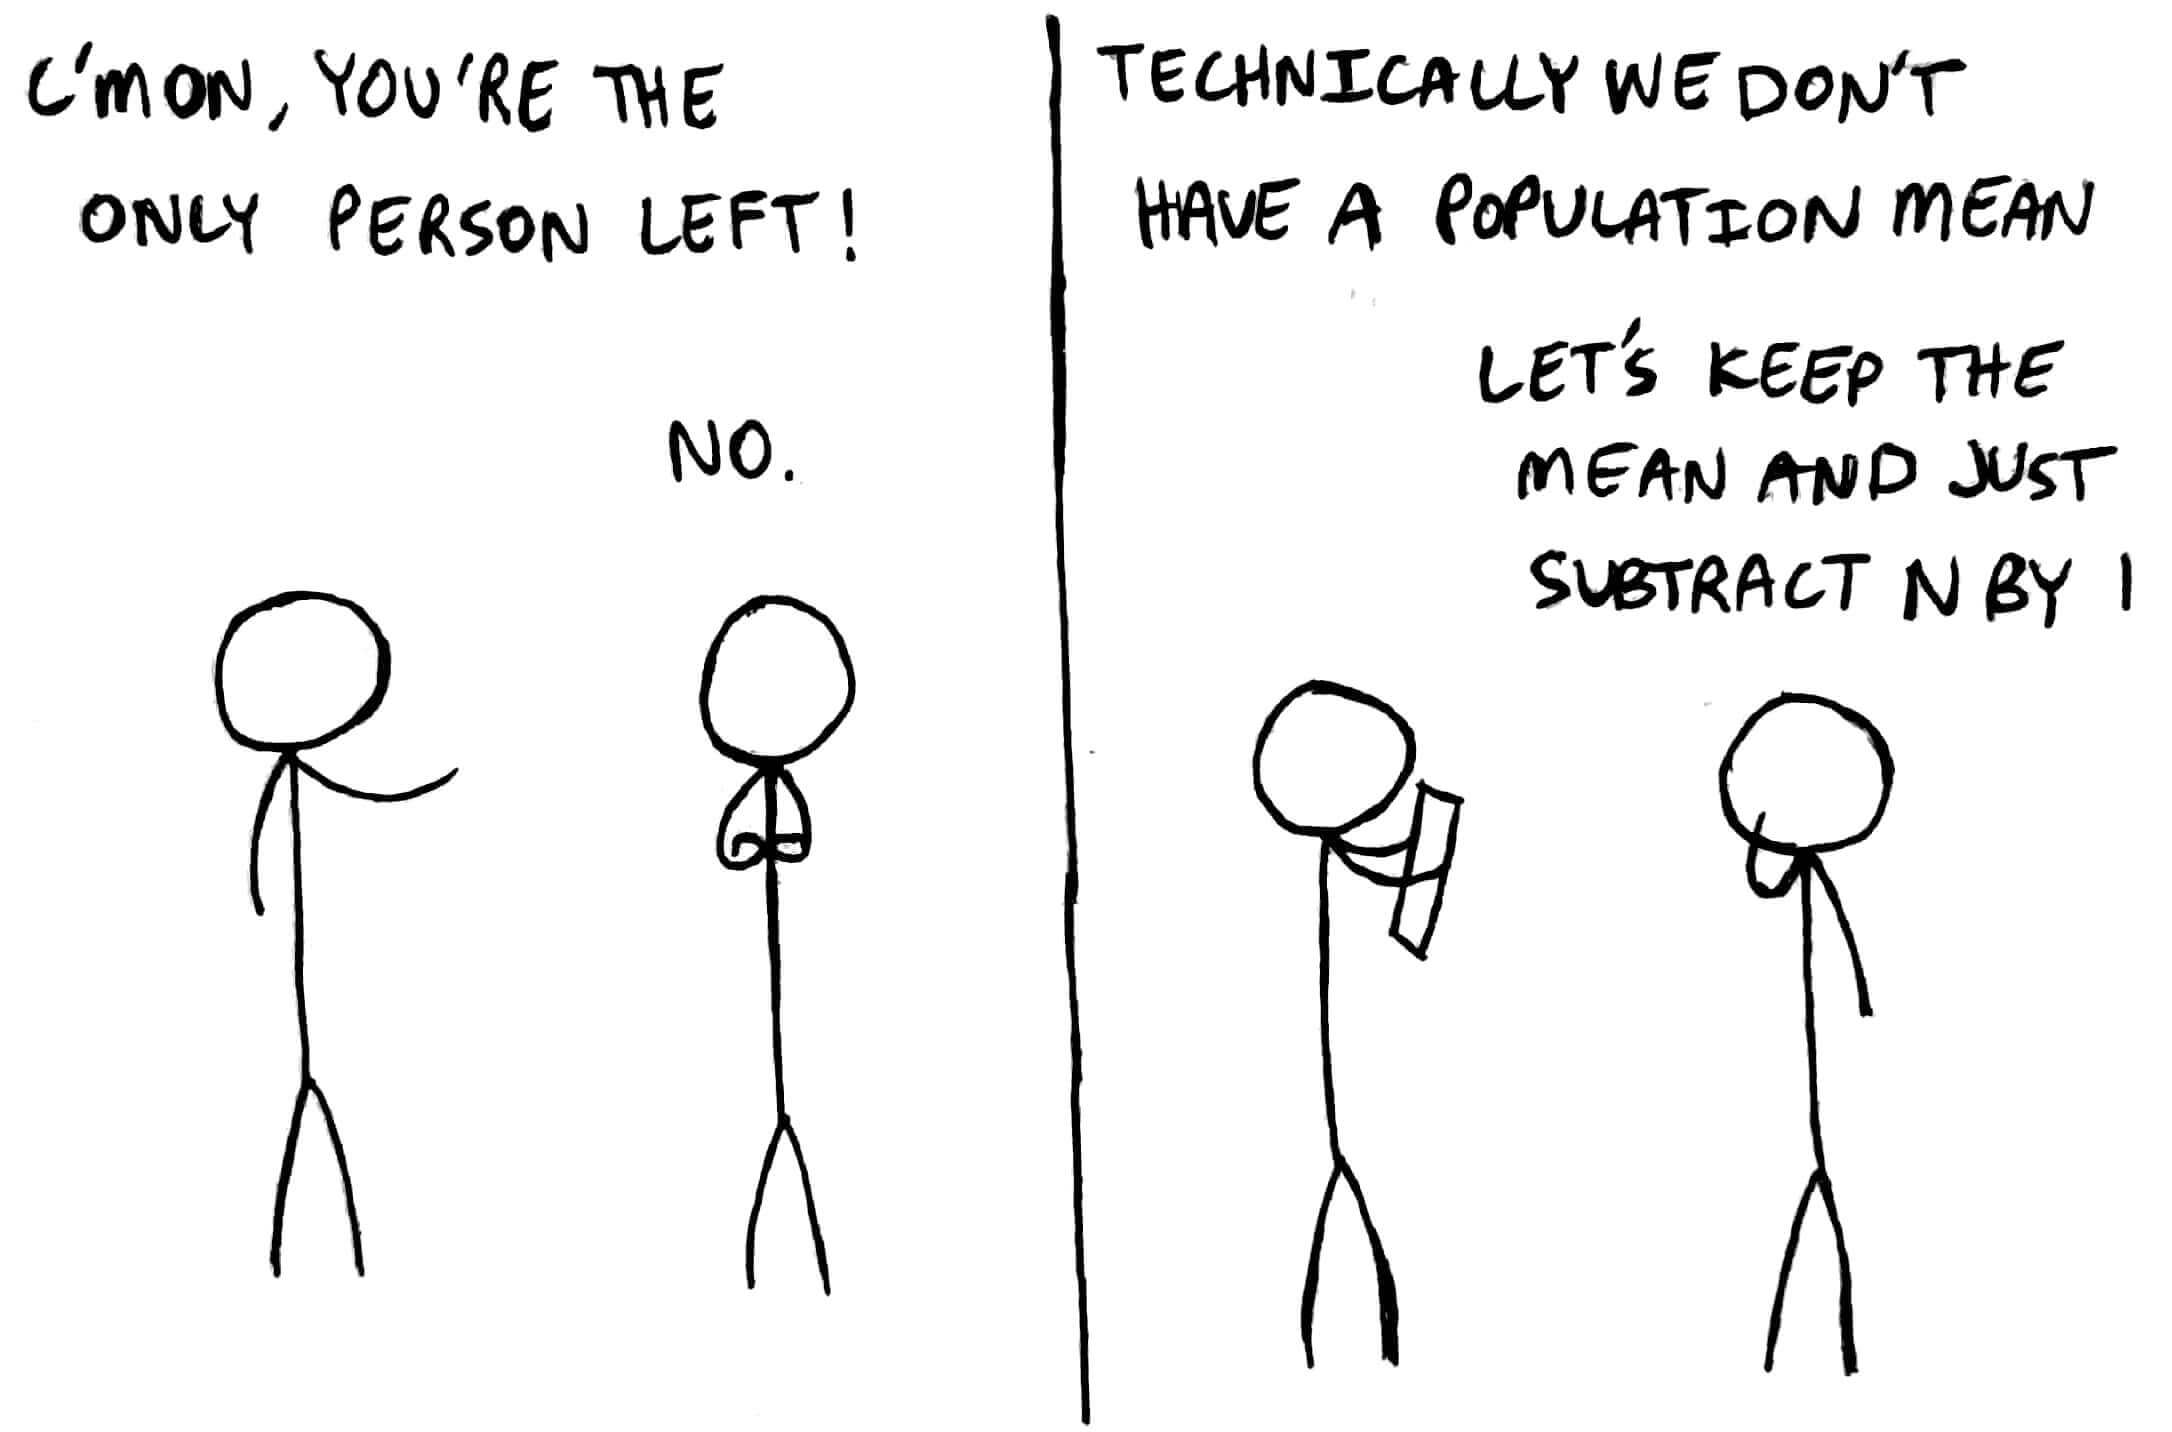 C'MON, YOU'RE THE
ONLY PERSON LEFT!
NO.
TECHNICALLY WE DON'T
HAVE A POPULATION MEAN
LET'S KEEP THE
MEAN AND JUST
SUBTRACT N BY 1